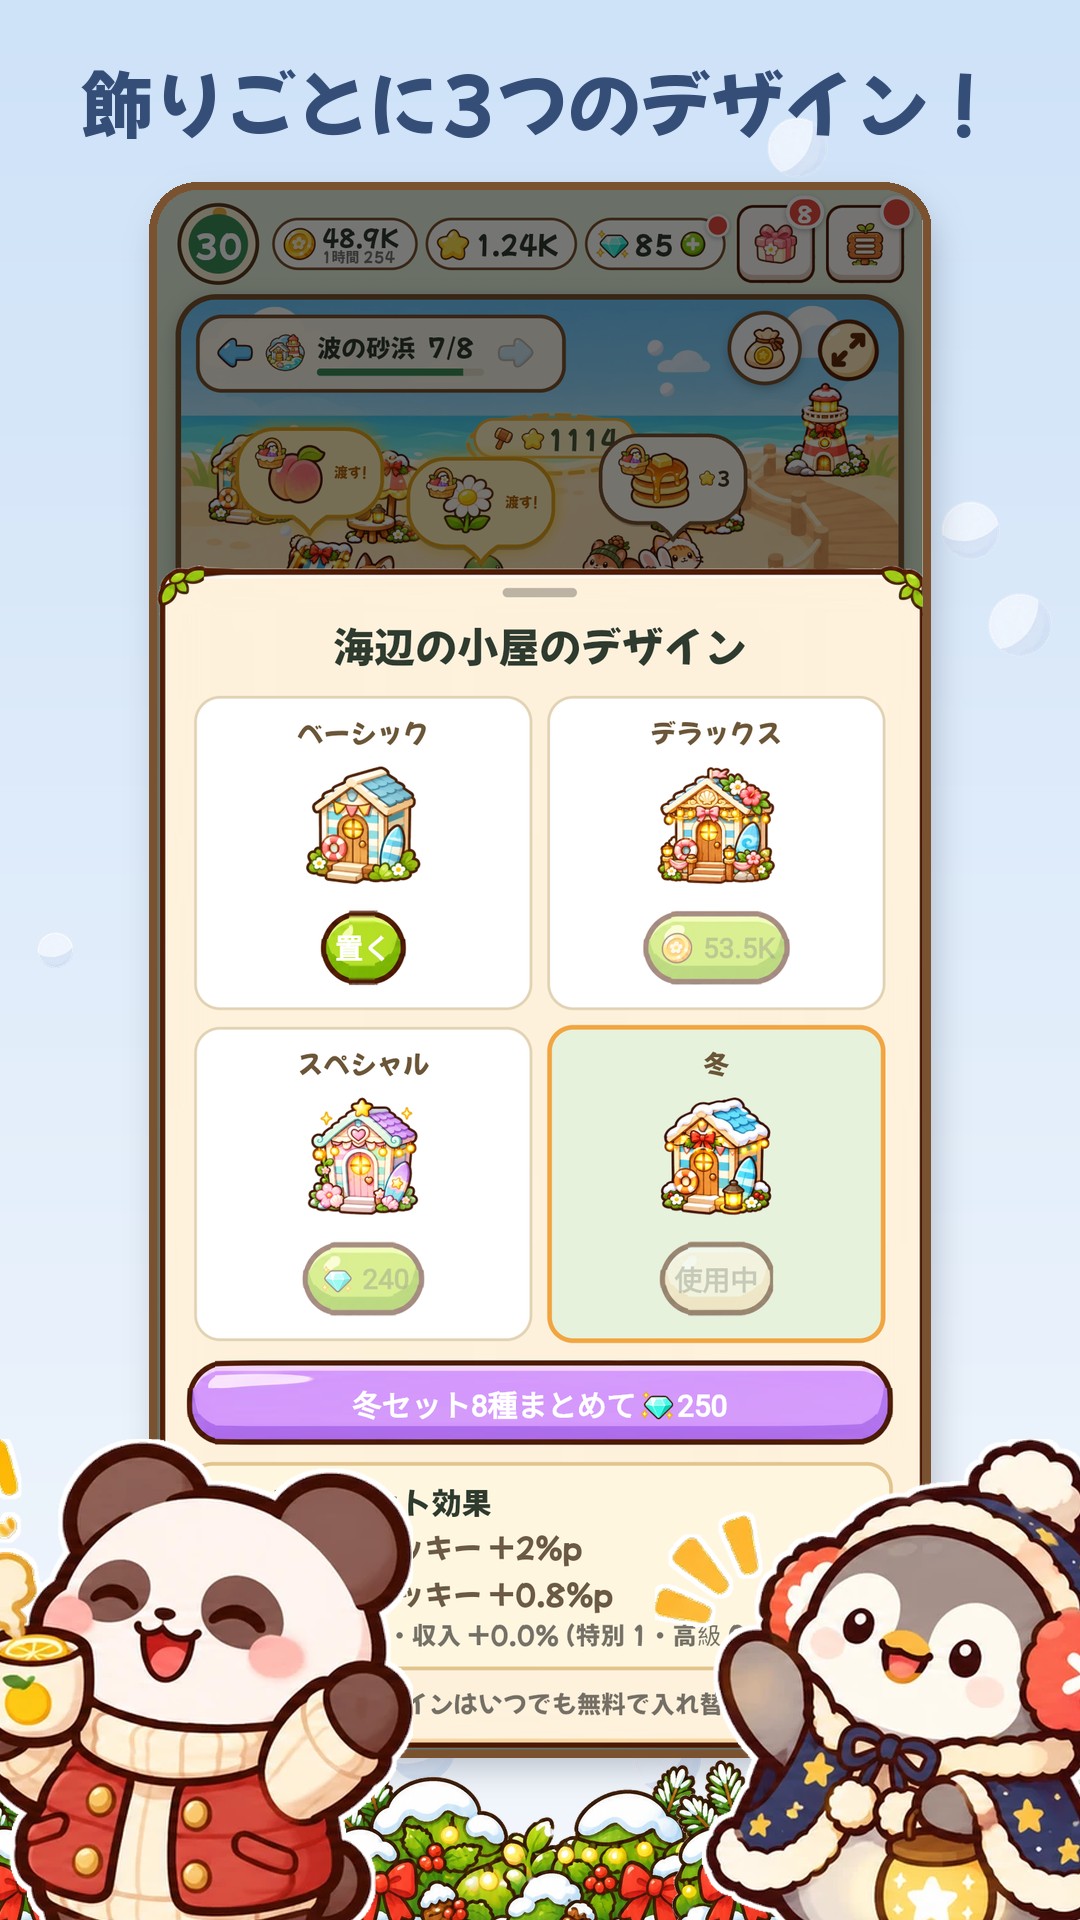 飾りごとに3つのデザイン！
30
48.9K
1時間 254
1.24K
85
8
波の砂浜 7/8
1114
渡す!
渡す!
3
海辺の小屋のデザイン
ベーシック
デラックス
置く
53.5K
スペシャル
冬
240
使用中
冬セット8種まとめて 250
ト効果
ッキー +2%p
ッキー +0.8%p
・収入 +0.0% (特別 1・高級
インはいつでも無料で入れ替